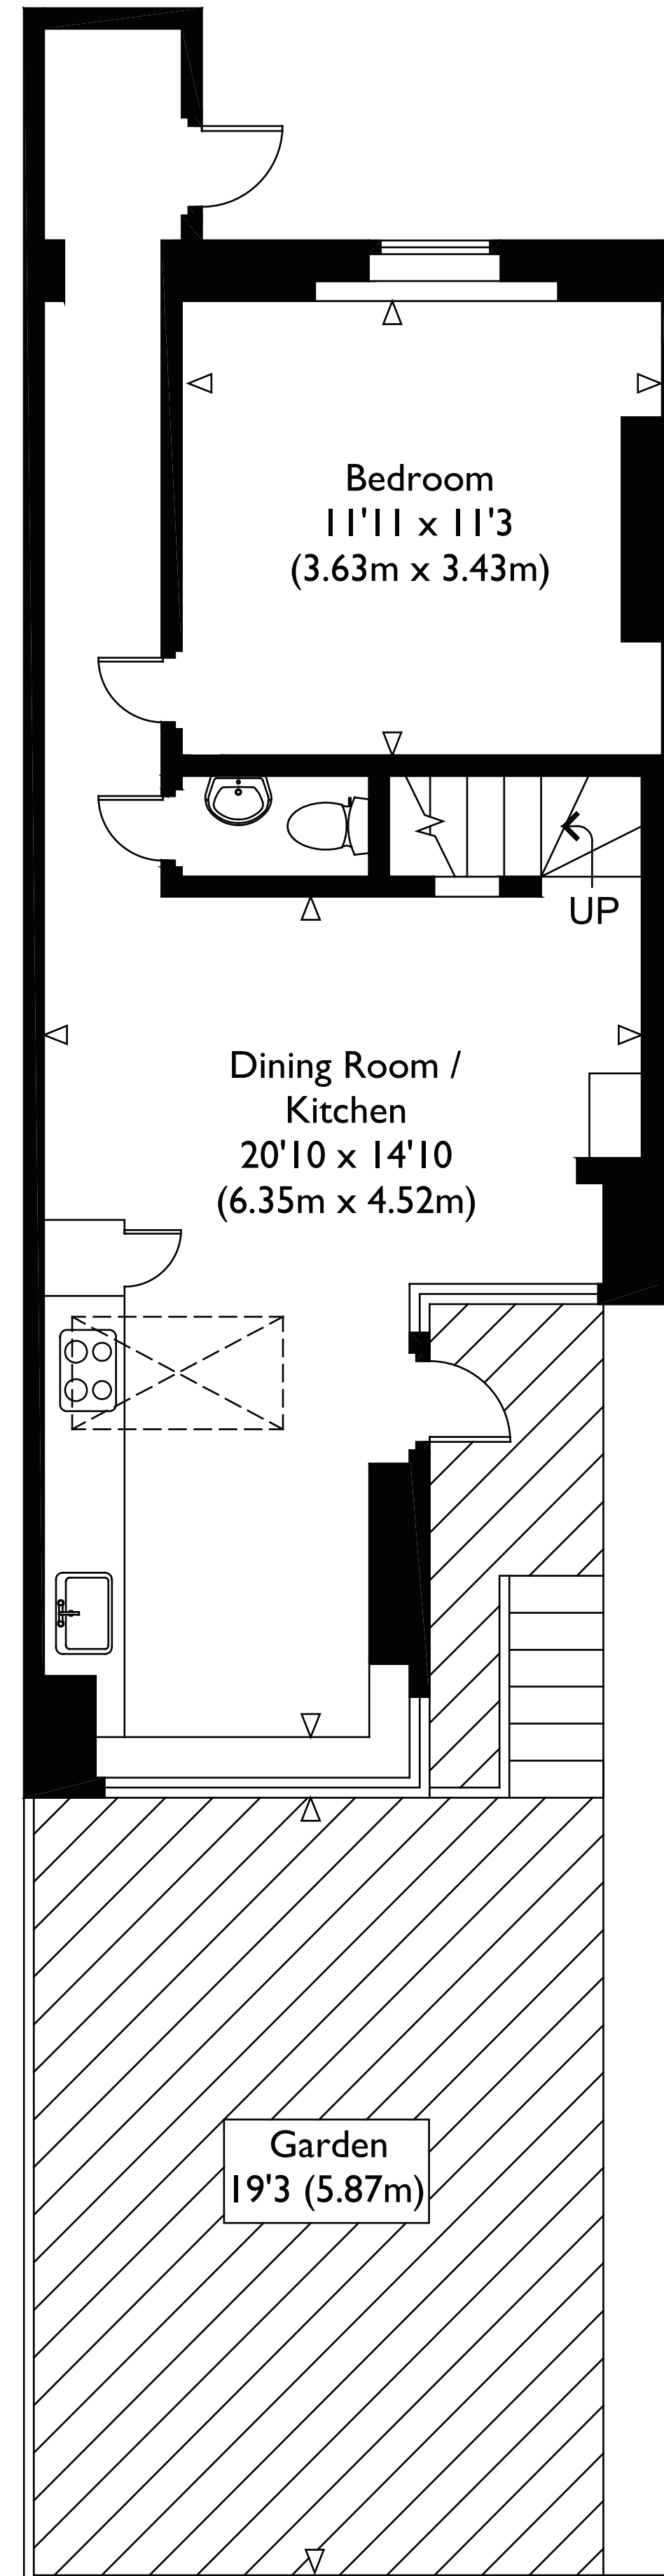 Bedroom
11'11 x 11'3
(3.63m x 3.43m)
UP
Dining Room /
Kitchen
20'10 x 14'10
(6.35m x 4.52m)
Garden
19'3 (5.87m)